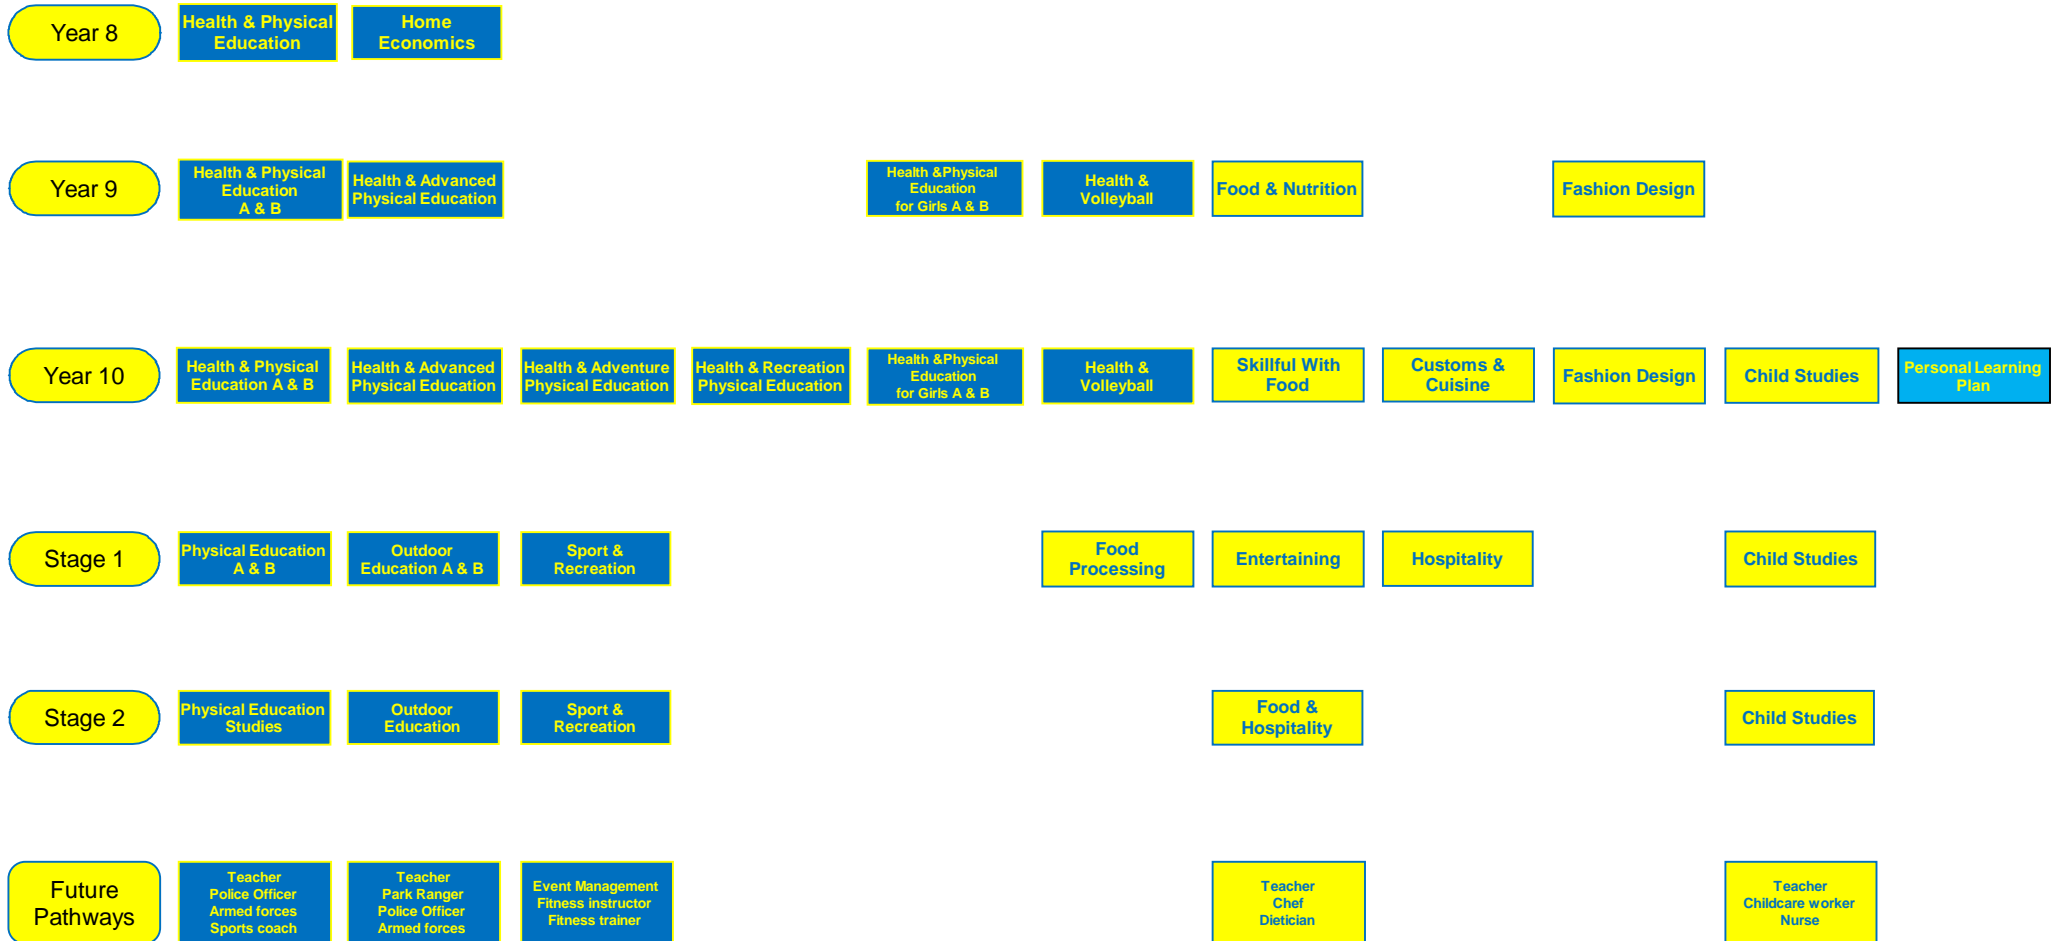 Year 8
Health & Physical
Education
Home
Economics
Year 9
Health & Physical
Education
A & B
Health & Advanced
Physical Education
Health &Physical
Education
for Girls A & B
Health &
Volleyball
Food & Nutrition
Fashion Design
Year 10
Health & Physical
Education A & B
Health & Advanced
Physical Education
Health & Adventure
Physical Education
Health & Recreation
Physical Education
Health &Physical
Education
for Girls A & B
Health &
Volleyball
Skillful With
Food
Customs &
Cuisine
Fashion Design
Child Studies
Personal Learning
Plan
Stage 1
Physical Education
A & B
Outdoor
Education A & B
Sport &
Recreation
Food
Processing
Entertaining
Hospitality
Child Studies
Stage 2
Physical Education
Studies
Outdoor
Education
Sport &
Recreation
Food &
Hospitality
Child Studies
Future
Pathways
Teacher
Police Officer
Armed forces
Sports coach
Teacher
Park Ranger
Police Officer
Armed forces
Event Management
Fitness instructor
Fitness trainer
Teacher
Chef
Dietician
Teacher
Childcare worker
Nurse